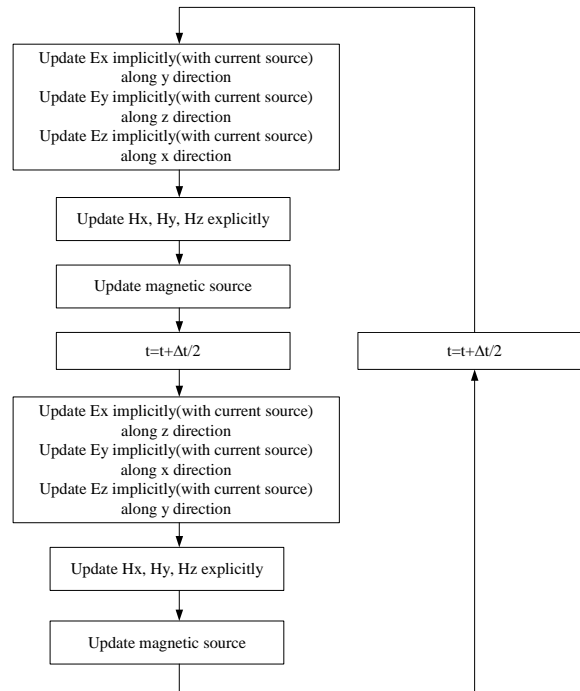 Update Ex implicitly(with current source)
along y direction
Update Ey implicitly(with current source)
along z direction
Update Ez implicitly(with current source)
along x direction
Update Hx, Hy, Hz explicitly
Update magnetic source
t=t+Δt/2
t=t+Δt/2
Update Ex implicitly(with current source)
along z direction
Update Ey implicitly(with current source)
along x direction
Update Ez implicitly(with current source)
along y direction
Update Hx, Hy, Hz explicitly
Update magnetic source